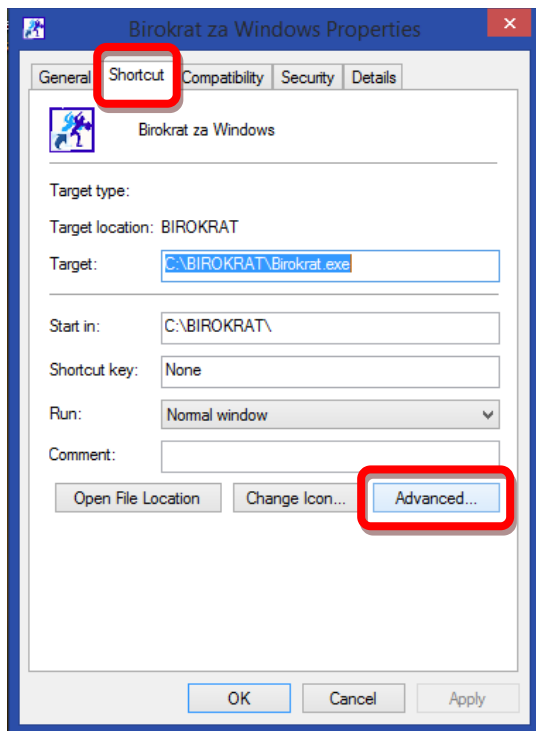 Birokrat za Windows Properties
General Shortcut Compatibility Security Details
Birokrat za Windows
Target type:
Target location: BIROKRAT
Target: C:\BIROKRAT\Birokrat.exe
Start in: C:\BIROKRAT\
Shortcut key: None
Run: Normal window
Comment:
Open File Location Change Icon... Advanced...
OK Cancel Apply